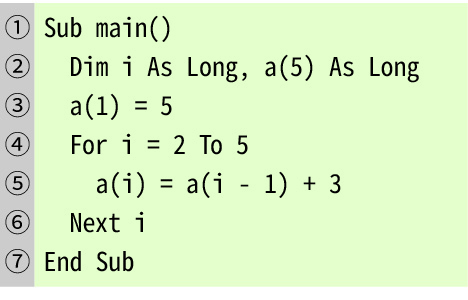 ① Sub main()
② Dim i As Long, a(5) As Long
③ a(1) = 5
④ For i = 2 To 5
⑤ a(i) = a(i - 1) + 3
⑥ Next i
⑦ End Sub